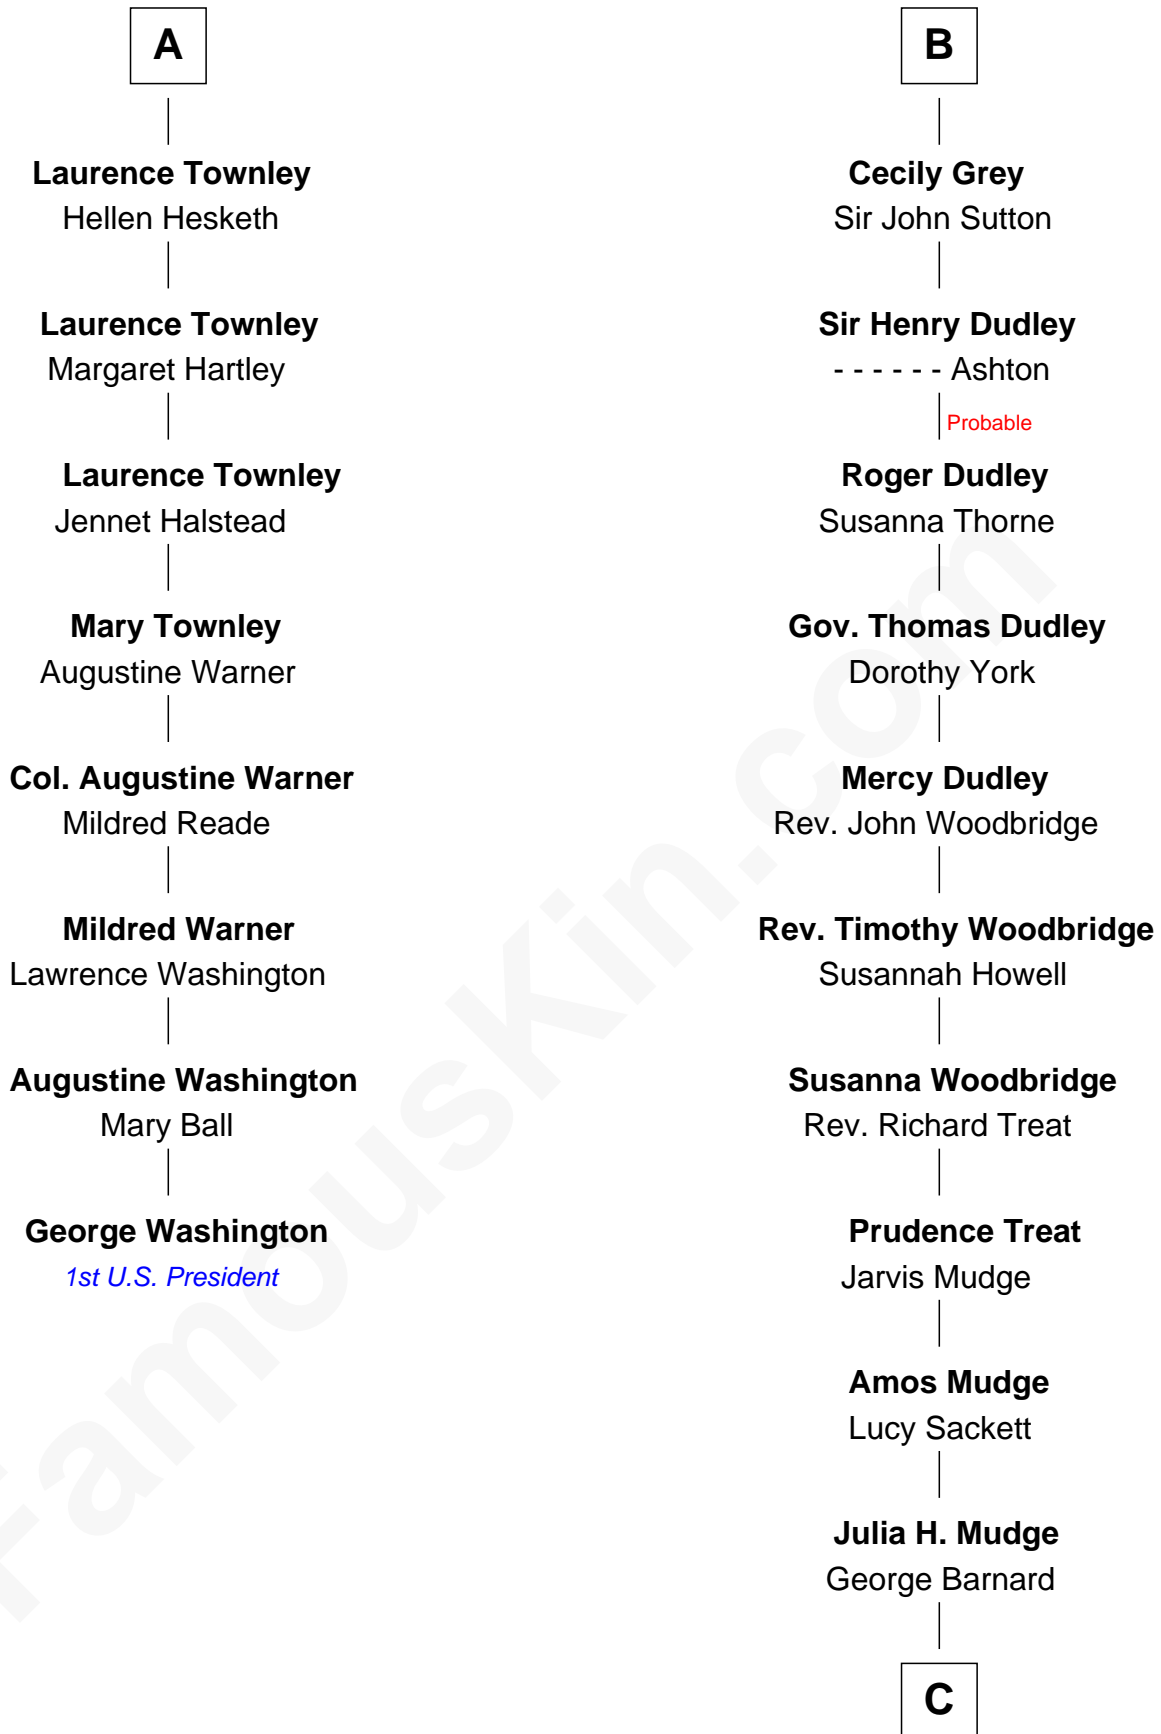 A
Laurence Townley
Hellen Hesketh
Laurence Townley
Margaret Hartley
Laurence Townley
Jennet Halstead
Mary Townley
Augustine Warner
Col. Augustine Warner
Mildred Reade
Mildred Warner
Lawrence Washington
Augustine Washington
Mary Ball
George Washington
1st U.S. President
B
Cecily Grey
Sir John Sutton
Sir Henry Dudley
- - - - - - Ashton
Probable
Roger Dudley
Susanna Thorne
Gov. Thomas Dudley
Dorothy York
Mercy Dudley
Rev. John Woodbridge
Rev. Timothy Woodbridge
Susannah Howell
Susanna Woodbridge
Rev. Richard Treat
Prudence Treat
Jarvis Mudge
Amos Mudge
Lucy Sackett
Julia H. Mudge
George Barnard
C
FamousKin.com